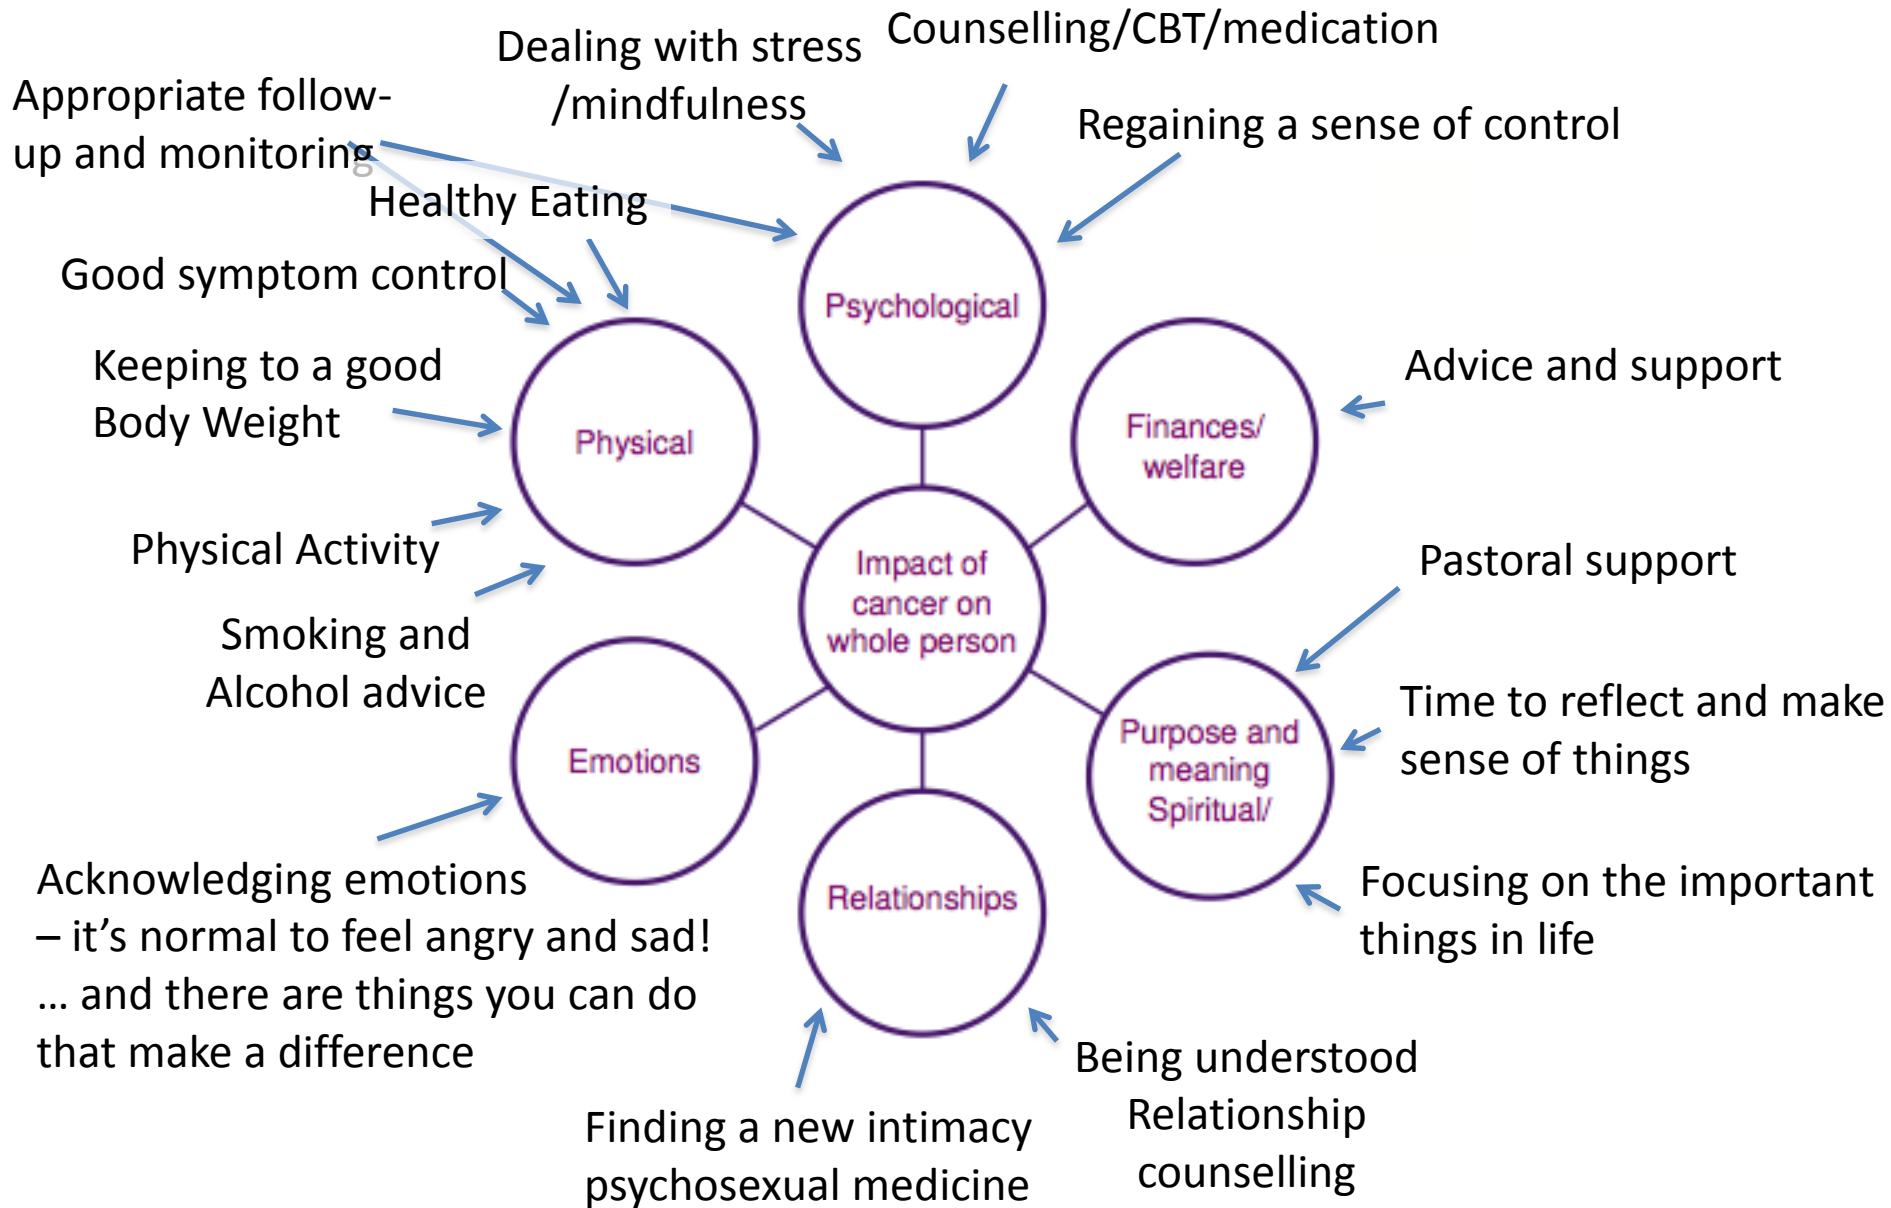 Dealing with stress
/mindfulness
Counselling/CBT/medication
Appropriate follow-
up and monitoring
Regaining a sense of control
Healthy Eating
Good symptom control
Psychological
Keeping to a good
Body Weight
Physical
Finances/
welfare
Advice and support
Physical Activity
Impact of
cancer on
whole person
Pastoral support
Smoking and
Alcohol advice
Emotions
Purpose and
meaning
Spiritual/
Time to reflect and make
sense of things
Acknowledging emotions
– it’s normal to feel angry and sad!
… and there are things you can do
that make a difference
Relationships
Focusing on the important
things in life
Finding a new intimacy
psychosexual medicine
Being understood
Relationship
counselling